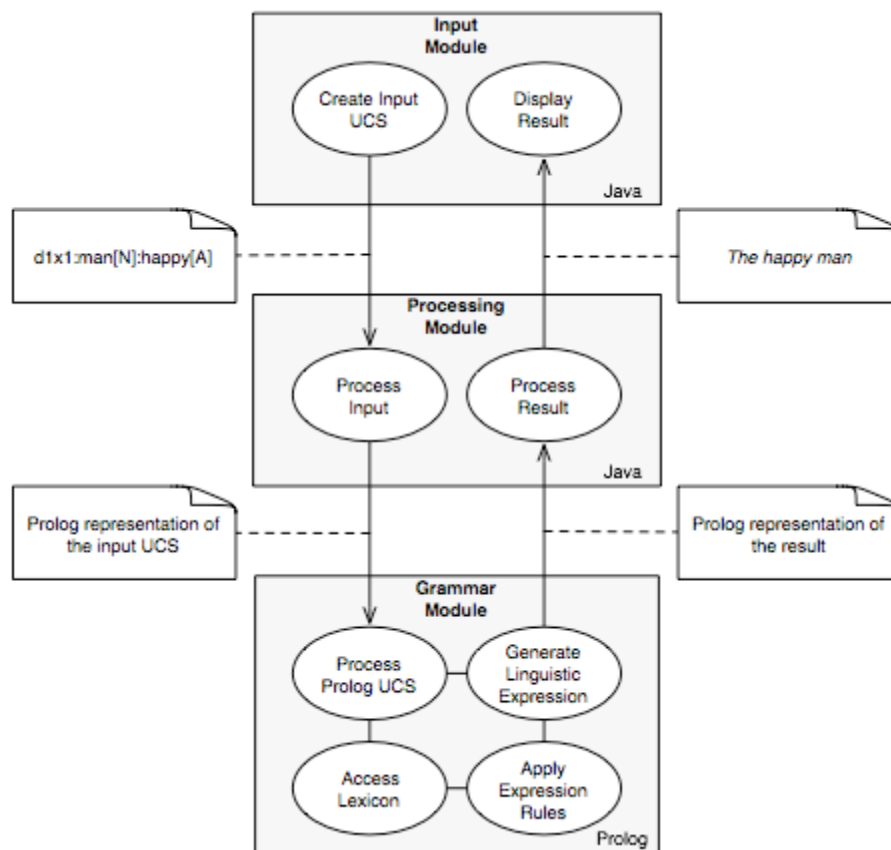 Input
Module
Create Input
UCS
Display
Result
Java
d1x1:man[N]:happy[A]
The happy man
Processing
Module
Process
Input
Process
Result
Java
Prolog representation of
the input UCS
Prolog representation of
the result
Grammar
Module
Process
Prolog UCS
Generate
Linguistic
Expression
Access
Lexicon
Apply
Expression
Rules
Prolog